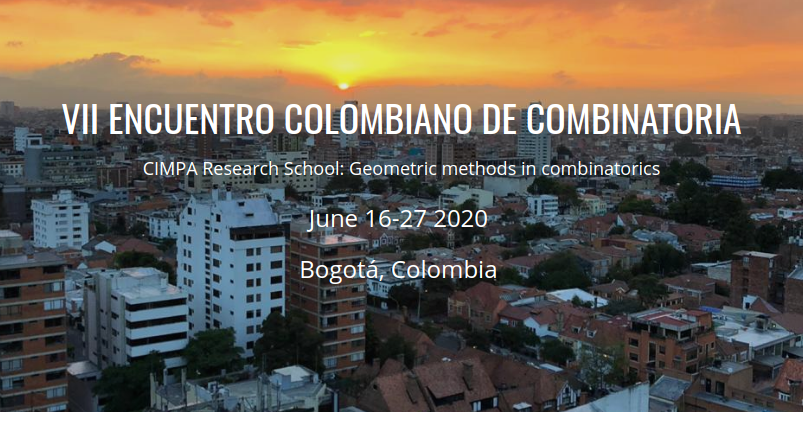 VII ENCUENTRO COLOMBIANO DE COMBINATORIA
CIMPA Research School: Geometric methods in combinatorics
June 16-27 2020
Bogotá, Colombia